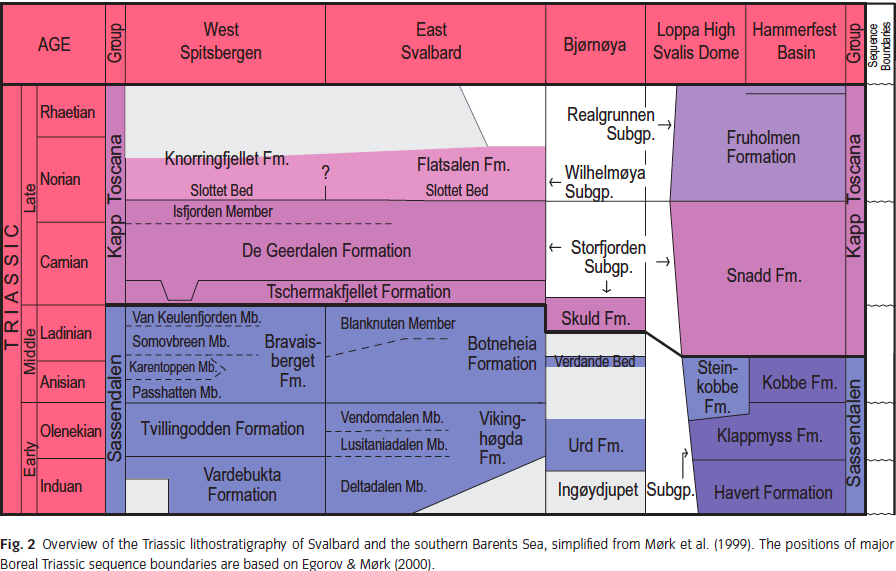 AGE
Group
West
Spitsbergen
East
Svalbard
Bjørnøya
Loppa High
Svalis Dome
Hammerfest
Basin
Group
Sequence
Boundaries
TRIASSIC
Late
Middle
Early
Rhaetian
Norian
Carnian
Ladinian
Anisian
Olenekian
Induan
Kapp Toscana
Sassendalen
Knorringfjellet Fm.
Slottet Bed
?
Flatsalen Fm.
Slottet Bed
Isfjorden Member
De Geerdalen Formation
Tschermakfjellet Formation
Van Keulenfjorden Mb.
Somovbreen Mb.
Karentoppen Mb.
Passhatten Mb.
Bravais-
berget
Fm.
Blanknuten Member
Botneheia
Formation
Tvillingodden Formation
Vendomdalen Mb.
Lusitaniadalen Mb.
Viking-
høgda
Fm.
Vardebukta
Formation
Deltadalen Mb.
Realgrunnen
Subgp.
Wilhelmøya
Subgp.
Storfjorden
Subgp.
Skuld Fm.
Verdande Bed
Urd Fm.
Ingøydjupet Subgp.
Fruholmen
Formation
Snadd Fm.
Stein-
kobbe
Fm.
Kobbe Fm.
Klappmyss Fm.
Havert Formation
Kapp Toscana
Sassendalen
Fig. 2 Overview of the Triassic lithostratigraphy of Svalbard and the southern Barents Sea, simplified from Mørk et al. (1999). The positions of major
Boreal Triassic sequence boundaries are based on Egorov & Mørk (2000).